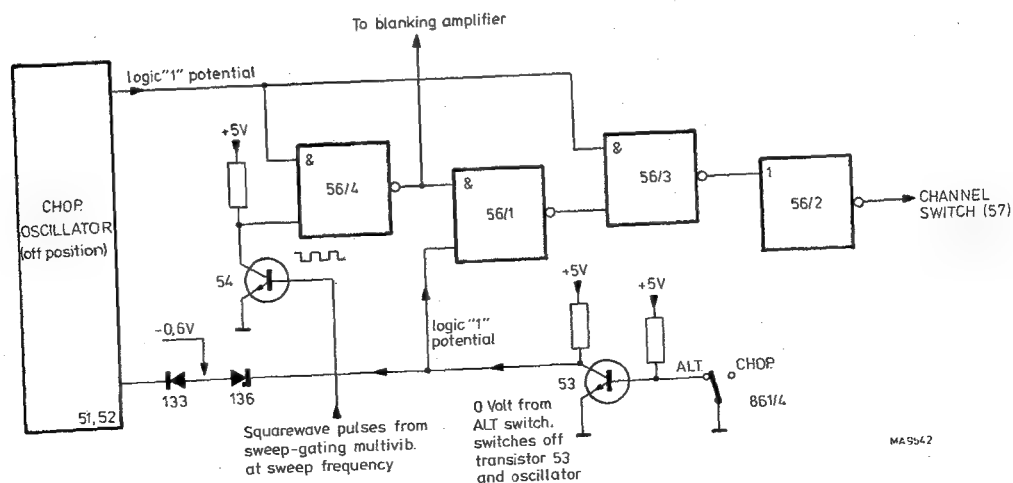 To blanking amplifier
logic "1" potential
+5V
&
56/4
&
56/1
&
56/3
1
56/2
CHANNEL
SWITCH (57)
CHOP.
OSCILLATOR
(off position)
54
-0,6V
133
136
51,52
logic "1"
potential
+5V
+5V
53
ALT.
CHOP.
861/4
Squarewave pulses from
sweep-gating multivib.
at sweep frequency
0 Volt from
ALT switch.
switches off
transistor 53
and oscillator
MA9542